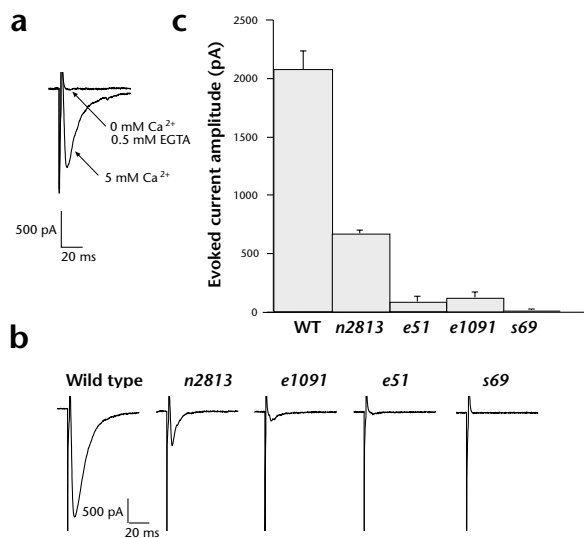 a
0 mM Ca2+
0.5 mM EGTA
5 mM Ca2+
500 pA
20 ms
c
Evoked current amplitude (pA)
2500
2000
1500
1000
500
0
WT n2813 e51 e1091 s69
b
Wild type n2813 e1091 e51 s69
500 pA
20 ms